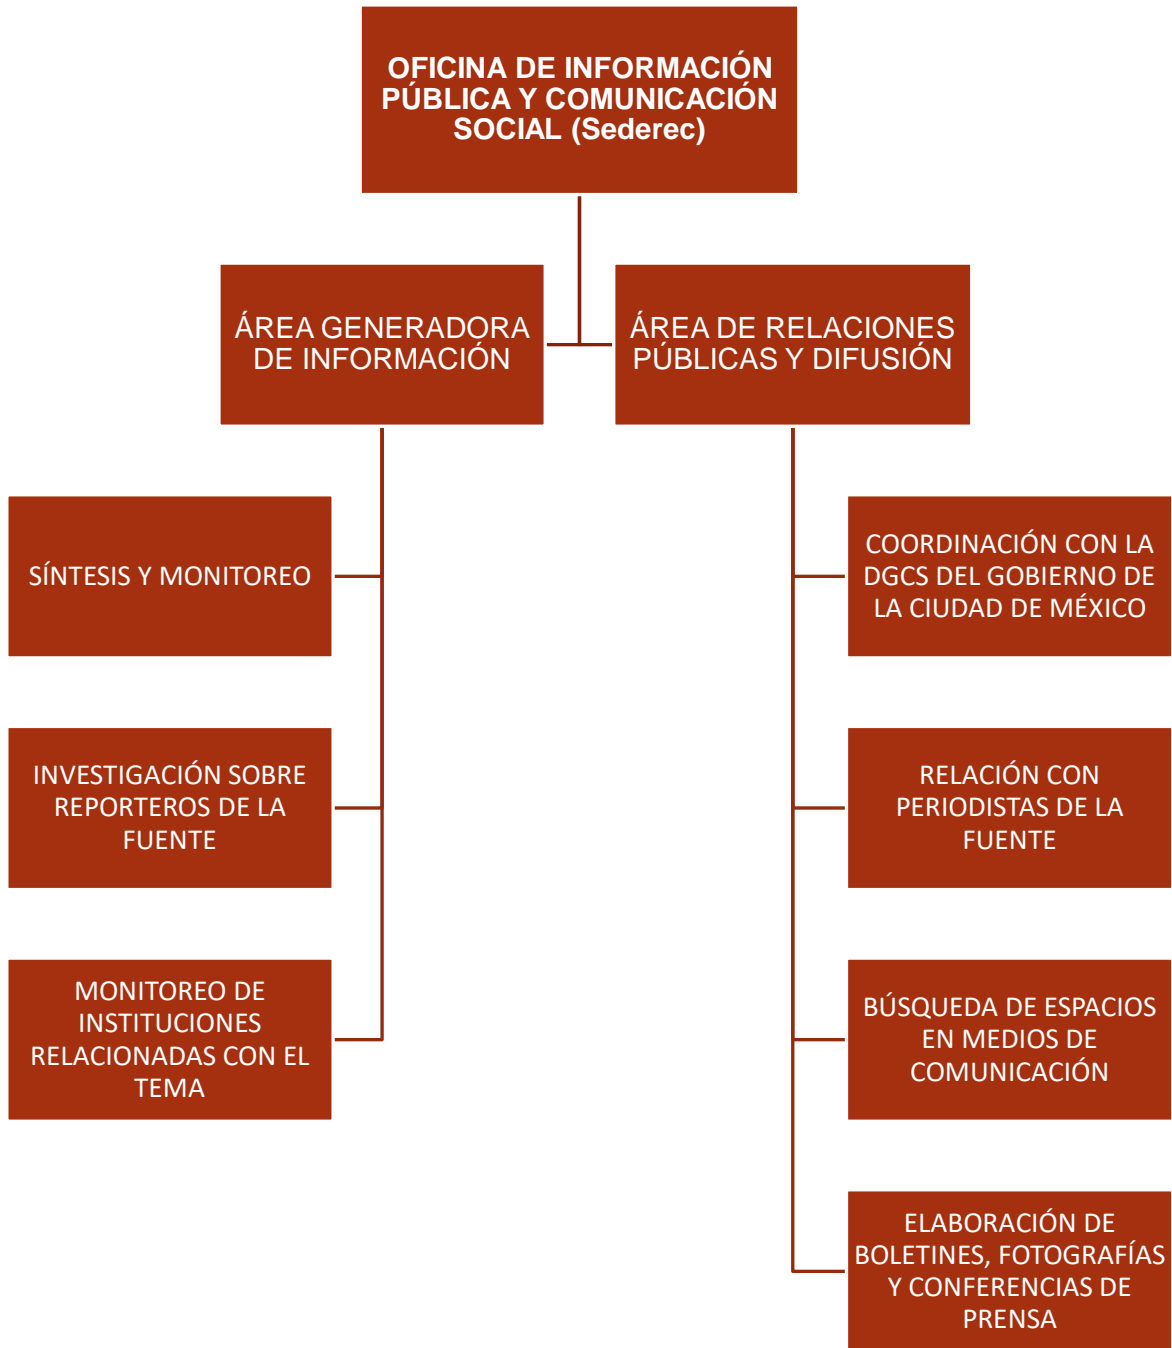 OFICINA DE INFORMACIÓN
PÚBLICA Y COMUNICACIÓN
SOCIAL (Sederec)
ÁREA GENERADORA
DE INFORMACIÓN
ÁREA DE RELACIONES
PÚBLICAS Y DIFUSIÓN
SÍNTESIS Y MONITOREO
INVESTIGACIÓN SOBRE
REPORTEROS DE LA
FUENTE
MONITOREO DE
INSTITUCIONES
RELACIONADAS CON EL
TEMA
COORDINACIÓN CON LA
DGCS DEL GOBIERNO DE
LA CIUDAD DE MÉXICO
RELACIÓN CON
PERIODISTAS DE LA
FUENTE
BÚSQUEDA DE ESPACIOS
EN MEDIOS DE
COMUNICACIÓN
ELABORACIÓN DE
BOLETINES, FOTOGRAFÍAS
Y CONFERENCIAS DE
PRENSA